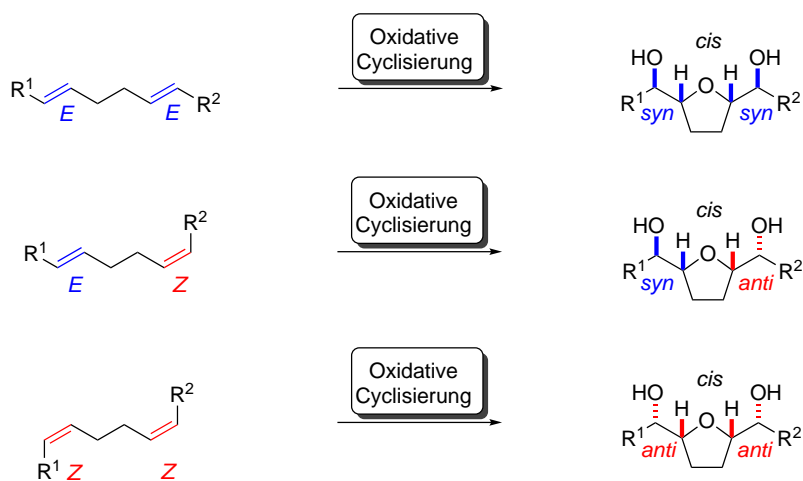 Oxidative
Cyclisierung
R1
E
E
R2
cis
HO
H
O
H
OH
R1
syn
syn
R2
Oxidative
Cyclisierung
R1
E
Z
R2
cis
HO
H
O
H
OH
R1
syn
anti
R2
Oxidative
Cyclisierung
R2
R1
Z
Z
cis
HO
H
O
H
OH
R1
anti
anti
R2